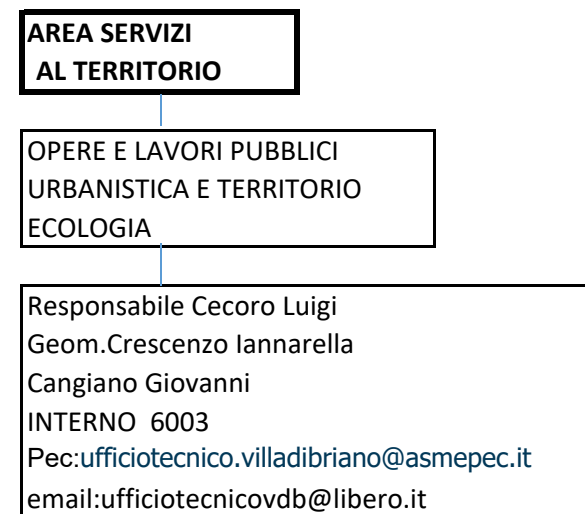 AREA SERVIZI
AL TERRITORIO
OPERE E LAVORI PUBBLICI
URBANISTICA E TERRITORIO
ECOLOGIA
Responsabile Cecoro Luigi
Geom.Crescenzo Iannarella
Cangiano Giovanni
INTERNO 6003
Pec:ufficiotecnico.villadibriano@asmepec.it
email:ufficiotecnicovdb@libero.it